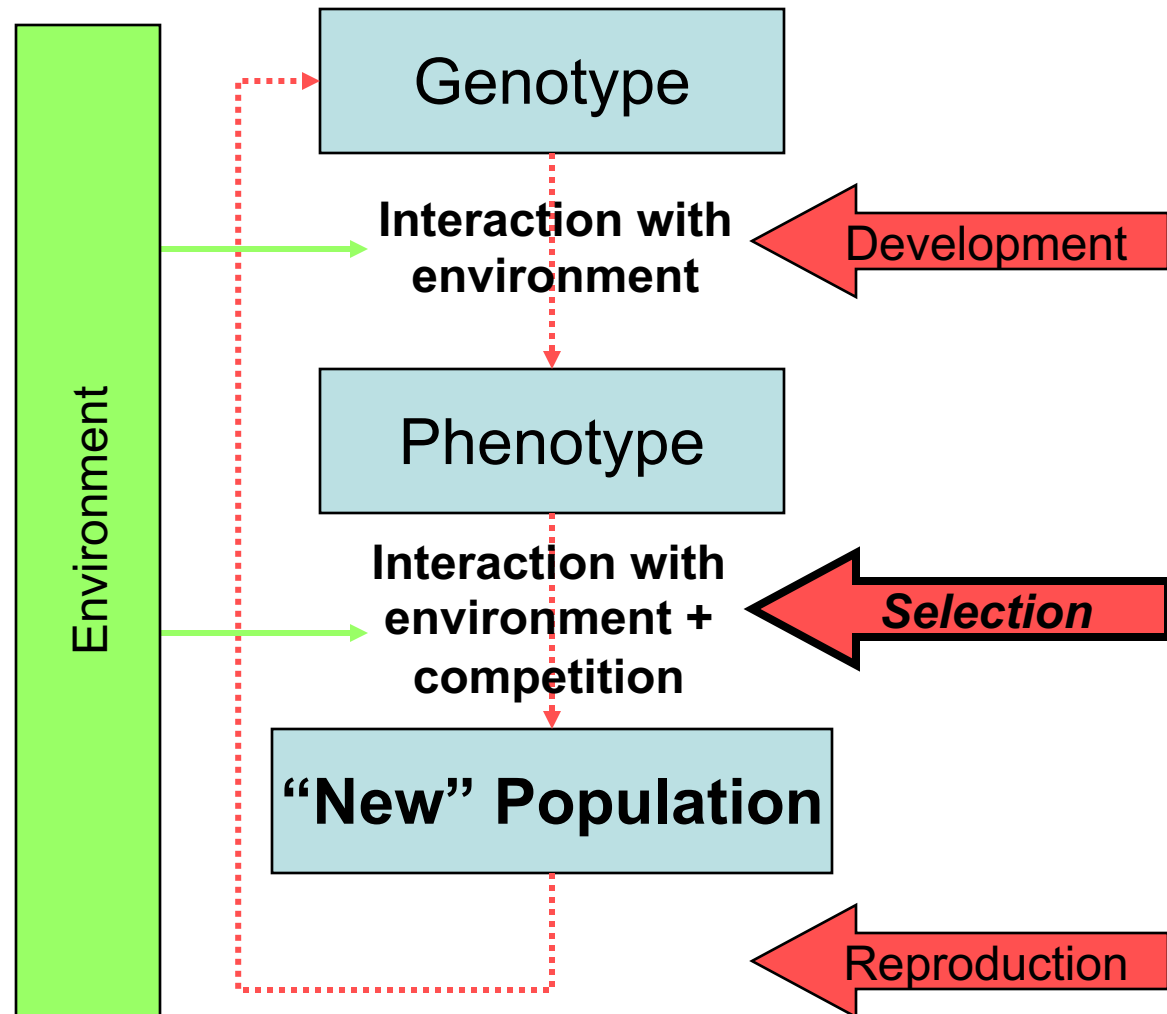 Genotype
Interaction with
environment
Development
Environment
Phenotype
Interaction with
environment +
competition
Selection
“New” Population
Reproduction